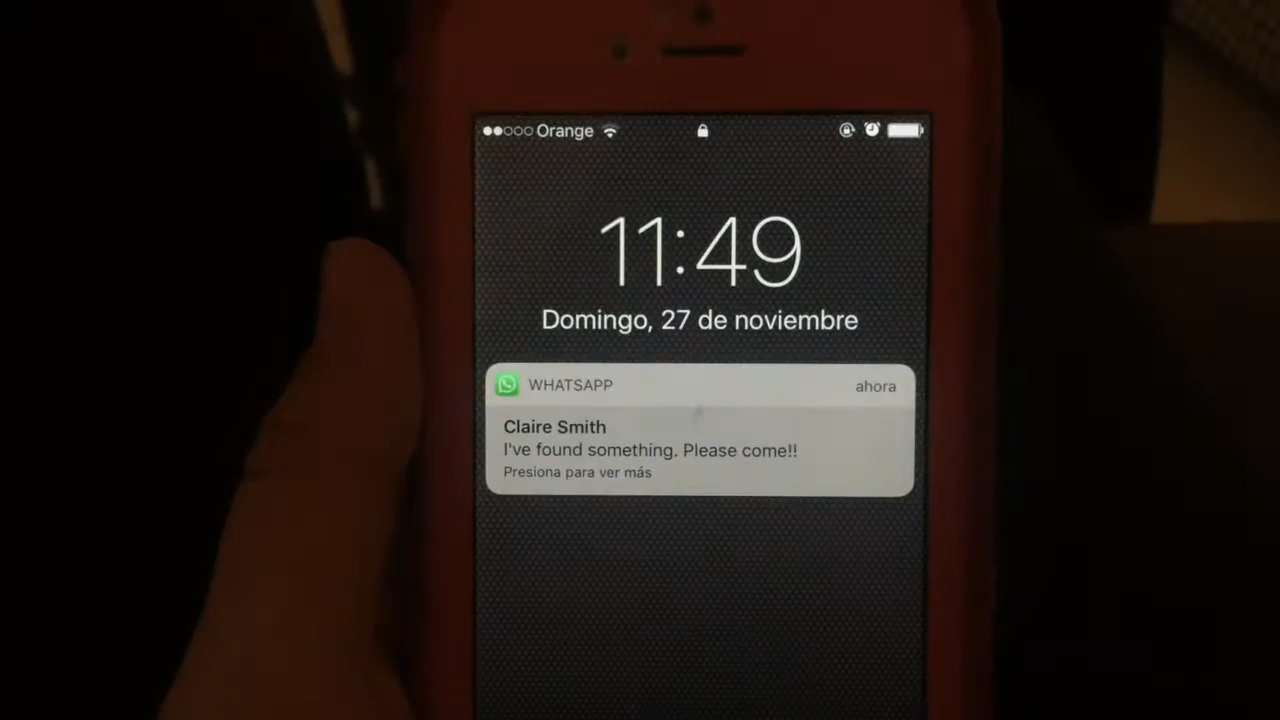 Orange
11:49
Domingo, 27 de noviembre
WHATSAPP ahora
Claire Smith
I've found something. Please come!!
Presiona para ver más